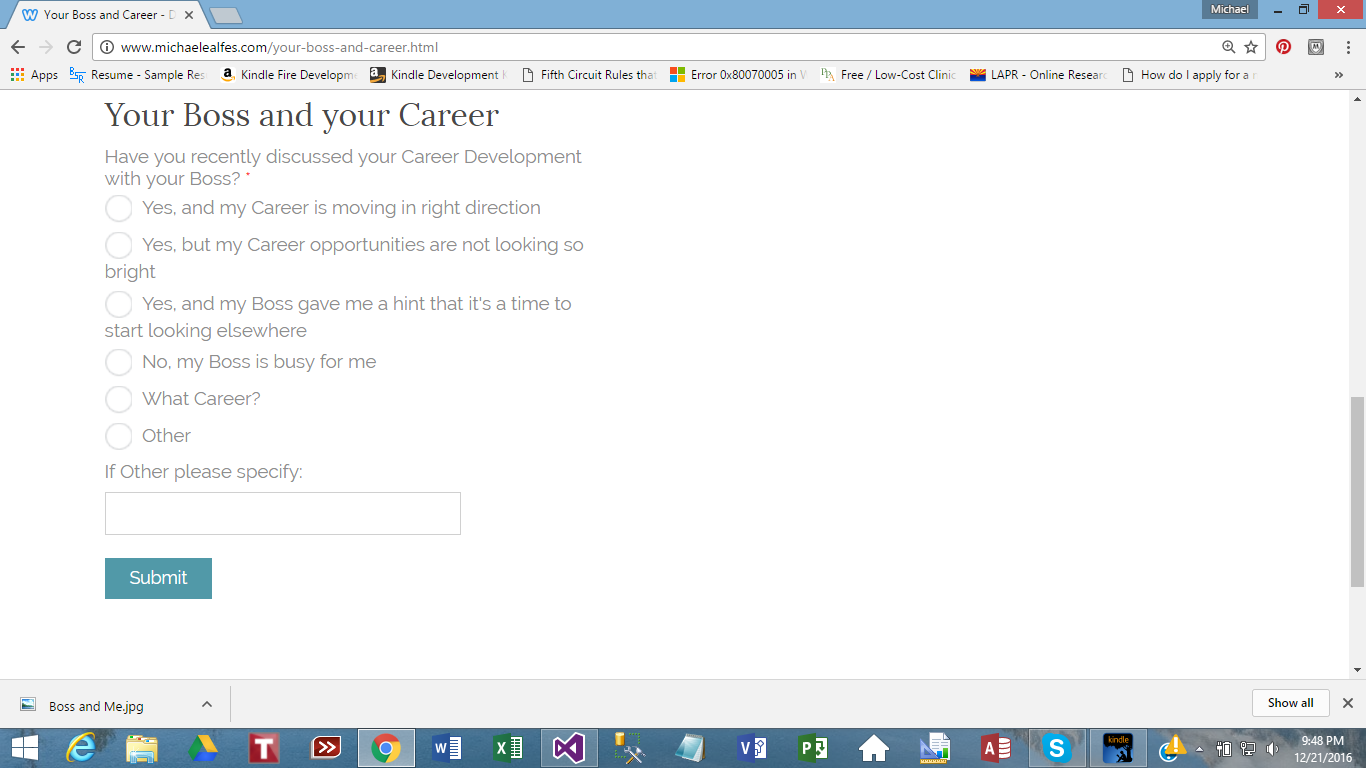 Your Boss and Career - D
Michael
www.michaelealfes.com/your-boss-and-career.html
Apps
Resume - Sample Res
Kindle Fire Developme
Kindle Development K
Fifth Circuit Rules that
Error 0x80070005 in W
Free / Low-Cost Clinic
LAPR - Online Researc
How do I apply for a r
Your Boss and your Career
Have you recently discussed your Career Development
with your Boss? *
Yes, and my Career is moving in right direction
Yes, but my Career opportunities are not looking so
bright
Yes, and my Boss gave me a hint that it's a time to
start looking elsewhere
No, my Boss is busy for me
What Career?
Other
If Other please specify:
Submit
Boss and Me.jpg
Show all
kindle
9:48 PM
12/21/2016